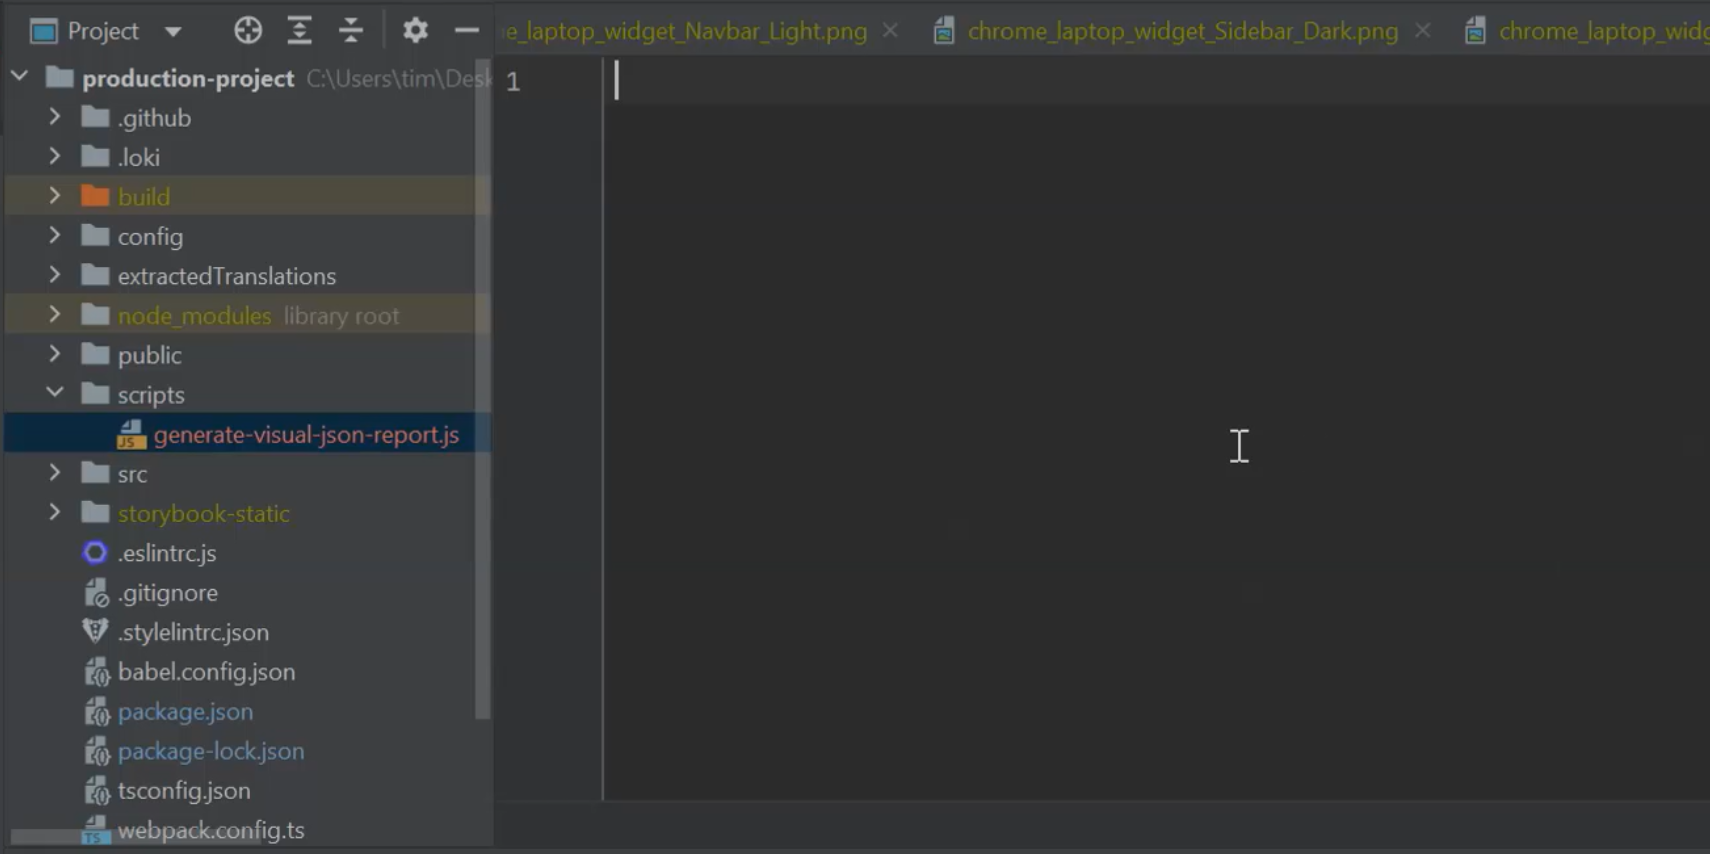 Project
e_laptop_widget_Navbar_Light.png
chrome_laptop_widget_Sidebar_Dark.png
chrome_laptop_widg
production-project C:\Users\tim\Desk
1
.github
.loki
build
config
extractedTranslations
node_modules library root
public
scripts
JS generate-visual-json-report.js
src
storybook-static
.eslintrc.js
.gitignore
.stylelintrc.json
babel.config.json
package.json
package-lock.json
tsconfig.json
TS webpack.config.ts